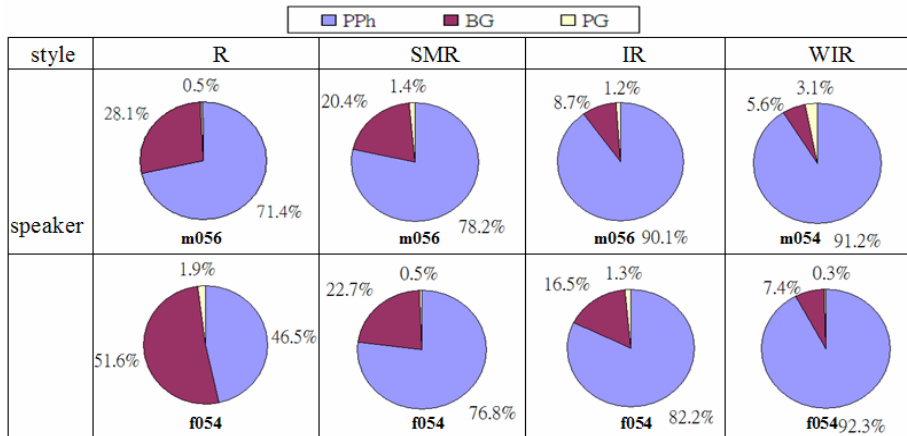 PPh BG PG
style R SMR IR WIR
0.5% 1.4% 1.2% 3.1%
28.1% 20.4% 8.7% 5.6%
71.4% 78.2% 90.1% 91.2%
speaker
m056 m056 m056 m054
1.9% 0.5% 1.3% 0.3%
22.7% 16.5% 7.4%
51.6% 46.5%
76.8% 82.2% 92.3%
f054 f054 f054 f054